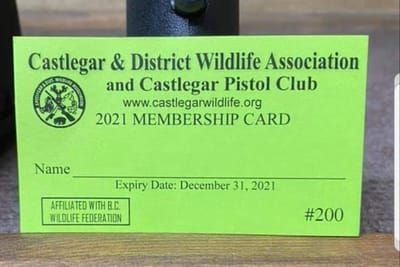 Castlegar & District Wildlife Association
and Castlegar Pistol Club
www.castlegarwildlife.org
2021 MEMBERSHIP CARD
Name
Expiry Date: December 31, 2021
AFFILIATED WITH B.C.
WILDLIFE FEDERATION
#200